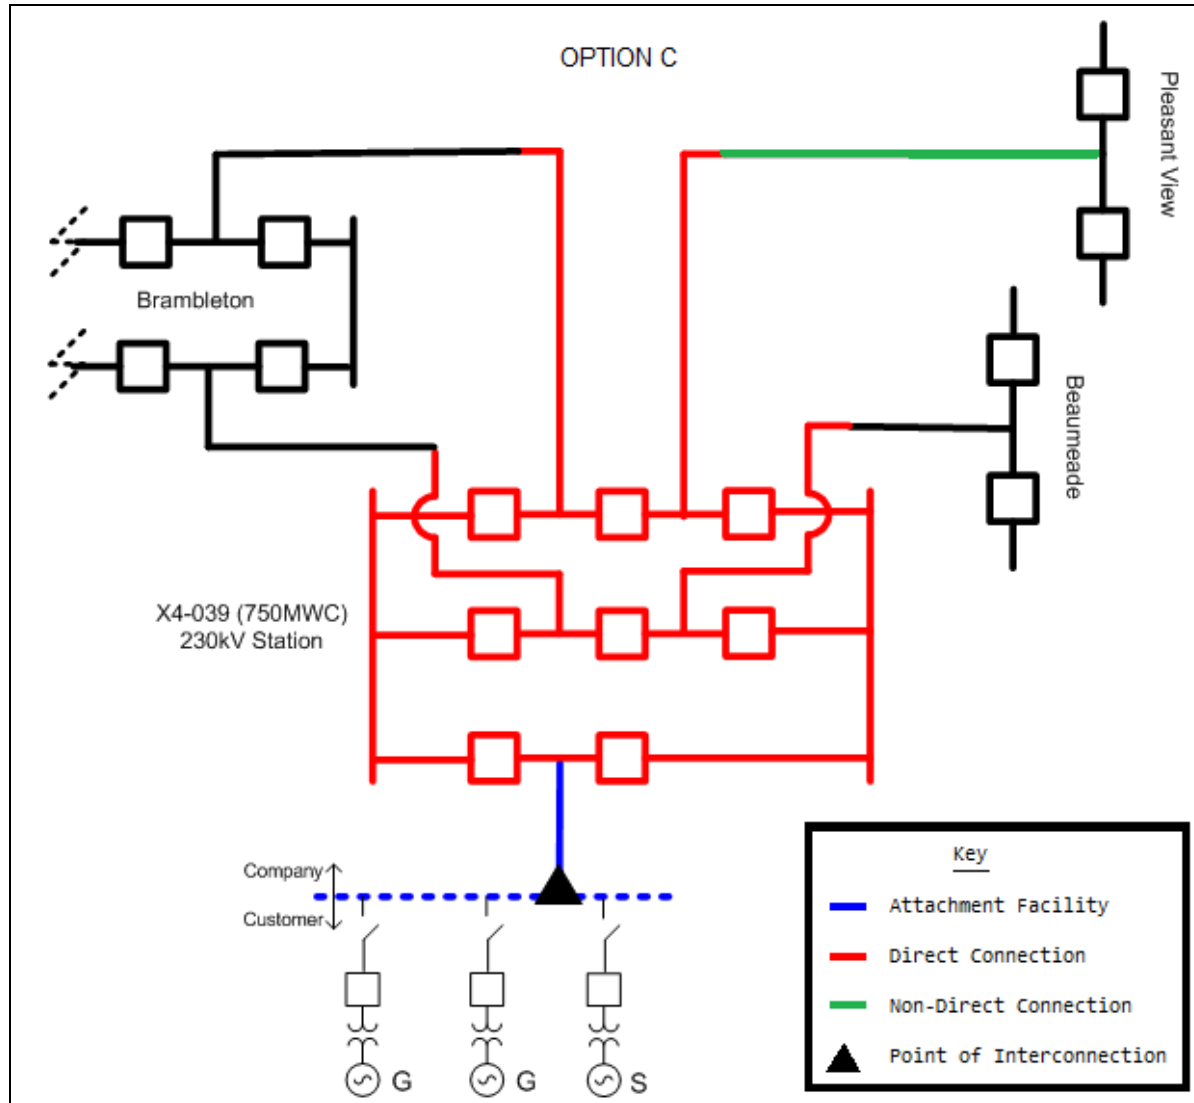 OPTION C
Pleasant View
Brambleton
Beaumeade
X4-039 (750MWC)
230kV Station
Company
Customer
G
G
S
Key
Attachment Facility
Direct Connection
Non-Direct Connection
Point of Interconnection